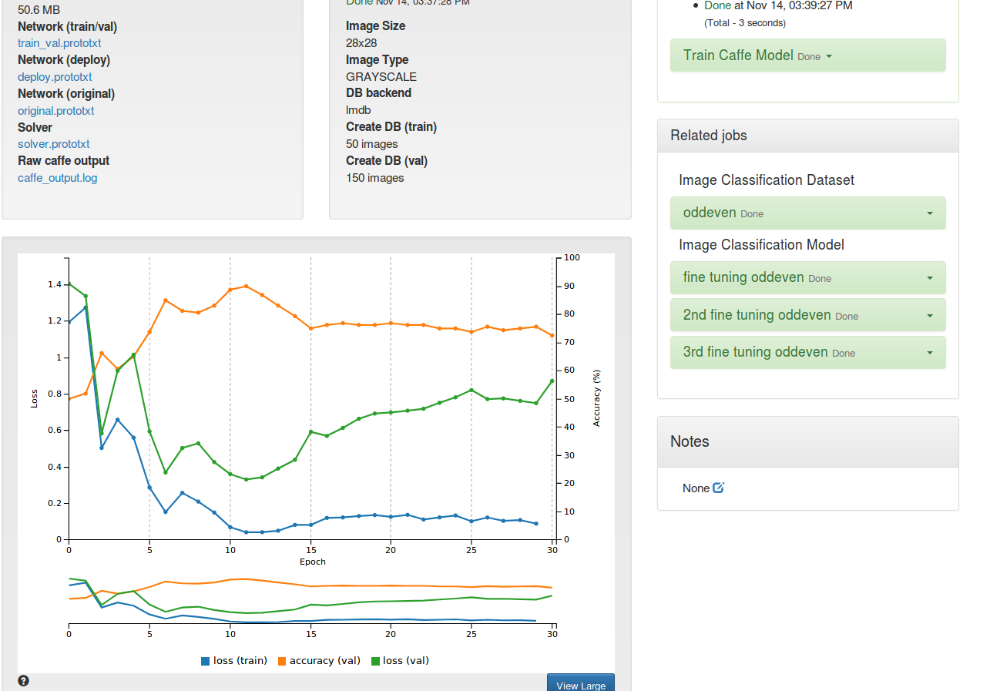 50.6 MB
Network (train/val)
train_val.prototxt
Network (deploy)
deploy.prototxt
Network (original)
original.prototxt
Solver
solver.prototxt
Raw caffe output
caffe_output.log
Done Nov 14, 03:37:28 PM
Image Size
28x28
Image Type
GRAYSCALE
DB backend
lmdb
Create DB (train)
50 images
Create DB (val)
150 images
Done at Nov 14, 03:39:27 PM
(Total - 3 seconds)
Train Caffe Model Done
Related jobs
Image Classification Dataset
oddeven Done
Image Classification Model
fine tuning oddeven Done
2nd fine tuning oddeven Done
3rd fine tuning oddeven Done
Notes
None
1.4
1.2
1
0.8
0.6
0.4
0.2
0
Loss
100
90
80
70
60
50
40
30
20
10
0
Accuracy (%)
0 5 10 15 20 25 30
Epoch
0 5 10 15 20 25 30
loss (train) accuracy (val) loss (val)
?
View Large